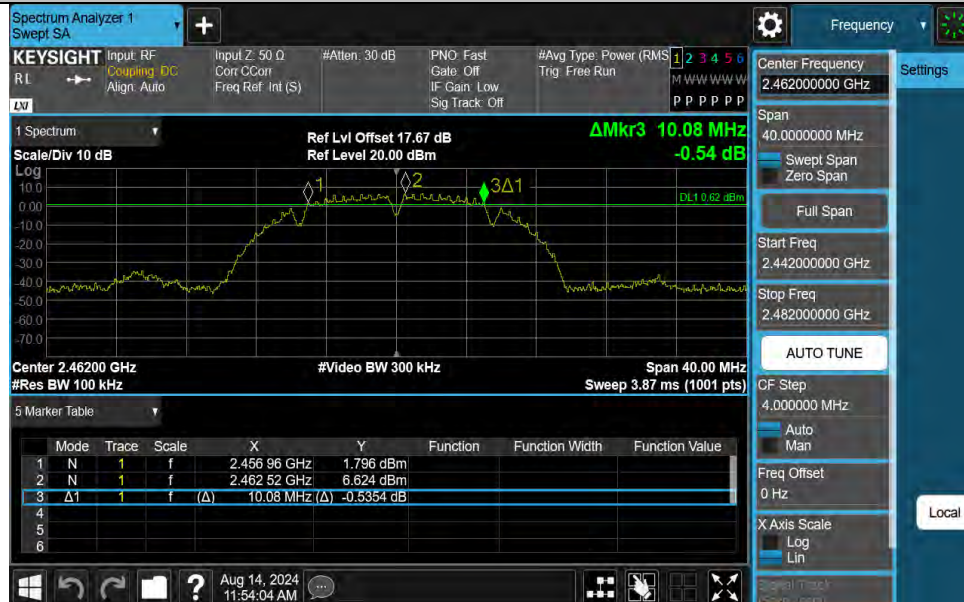 Spectrum Analyzer 1
Swept SA
+
Frequency
KEYSIGHT
Input: RF
Coupling: DC
Align: Auto
Input Z: 50 Ω
Corr CCorr
Freq Ref: Int (S)
#Atten: 30 dB
PNO: Fast
Gate: Off
IF Gain: Low
Sig Track: Off
#Avg Type: Power (RMS
Trig: Free Run
1 2 3 4 5 6
M W W W W W
P P P P P P
LXI
1 Spectrum
Scale/Div 10 dB
Log
Ref Lvl Offset 17.67 dB
Ref Level 20.00 dBm
ΔMkr3 10.08 MHz
-0.54 dB
10.0
0.00
-10.0
-20.0
-30.0
-40.0
-50.0
-60.0
-70.0
1
2
3Δ1
DL1 0.62 dBm
Center 2.46200 GHz
#Res BW 100 kHz
#Video BW 300 kHz
Span 40.00 MHz
Sweep 3.87 ms (1001 pts)
5 Marker Table
Mode Trace Scale X Y Function Function Width Function Value
1 N 1 f 2.456 96 GHz 1.796 dBm
2 N 1 f 2.462 52 GHz 6.624 dBm
3 Δ1 1 f (Δ) 10.08 MHz (Δ) -0.5354 dB
4
5
6
?
Aug 14, 2024
11:54:04 AM
Center Frequency
2.462000000 GHz
Settings
Span
40.0000000 MHz
Swept Span
Zero Span
Full Span
Start Freq
2.442000000 GHz
Stop Freq
2.482000000 GHz
AUTO TUNE
CF Step
4.000000 MHz
Auto
Man
Freq Offset
0 Hz
Local
X Axis Scale
Log
Lin